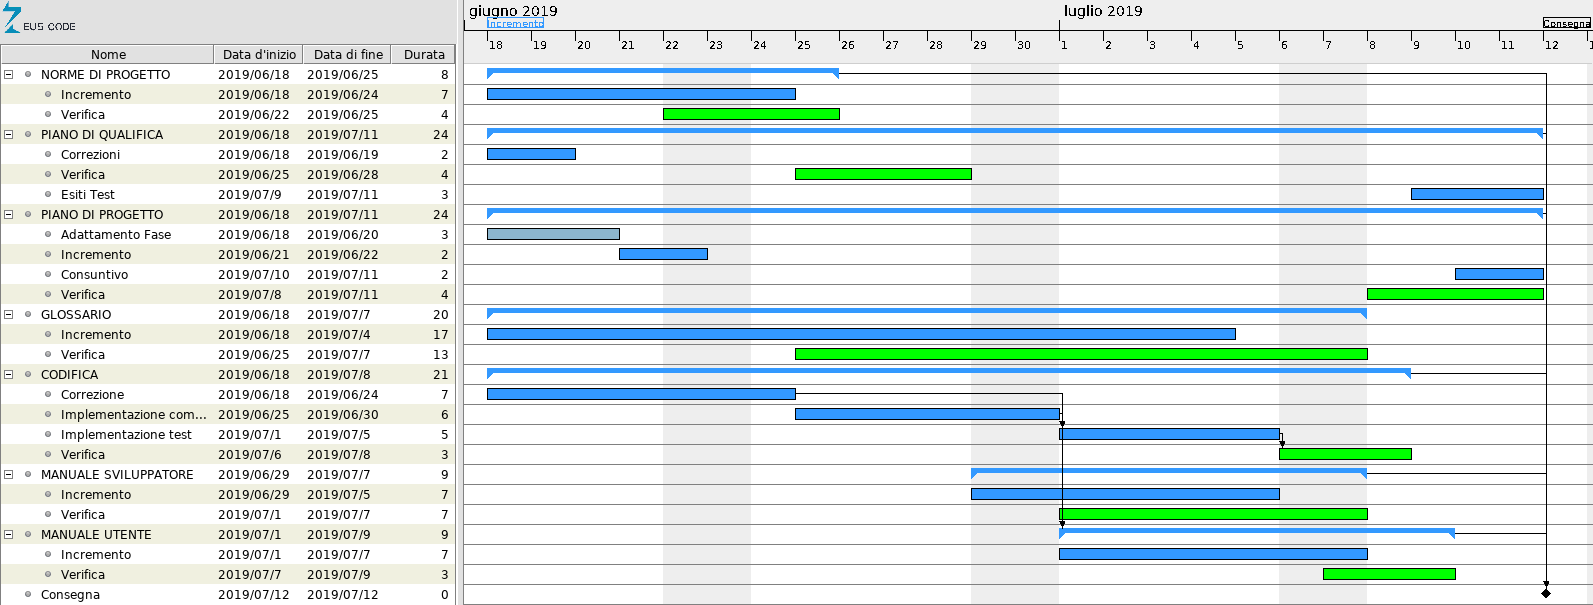 EUS CODE
giugno 2019 luglio 2019
Incremento Consegna
18 19 20 21 22 23 24 25 26 27 28 29 30 1 2 3 4 5 6 7 8 9 10 11 12
Nome Data d'inizio Data di fine Durata
NORME DI PROGETTO 2019/06/18 2019/06/25 8
Incremento 2019/06/18 2019/06/24 7
Verifica 2019/06/22 2019/06/25 4
PIANO DI QUALIFICA 2019/06/18 2019/07/11 24
Correzioni 2019/06/18 2019/06/19 2
Verifica 2019/06/25 2019/06/28 4
Esiti Test 2019/07/9 2019/07/11 3
PIANO DI PROGETTO 2019/06/18 2019/07/11 24
Adattamento Fase 2019/06/18 2019/06/20 3
Incremento 2019/06/21 2019/06/22 2
Consuntivo 2019/07/10 2019/07/11 2
Verifica 2019/07/8 2019/07/11 4
GLOSSARIO 2019/06/18 2019/07/7 20
Incremento 2019/06/18 2019/07/4 17
Verifica 2019/06/25 2019/07/7 13
CODIFICA 2019/06/18 2019/07/8 21
Correzione 2019/06/18 2019/06/24 7
Implementazione com... 2019/06/25 2019/06/30 6
Implementazione test 2019/07/1 2019/07/5 5
Verifica 2019/07/6 2019/07/8 3
MANUALE SVILUPPATORE 2019/06/29 2019/07/7 9
Incremento 2019/06/29 2019/07/5 7
Verifica 2019/07/1 2019/07/7 7
MANUALE UTENTE 2019/07/1 2019/07/9 9
Incremento 2019/07/1 2019/07/7 7
Verifica 2019/07/7 2019/07/9 3
Consegna 2019/07/12 2019/07/12 0